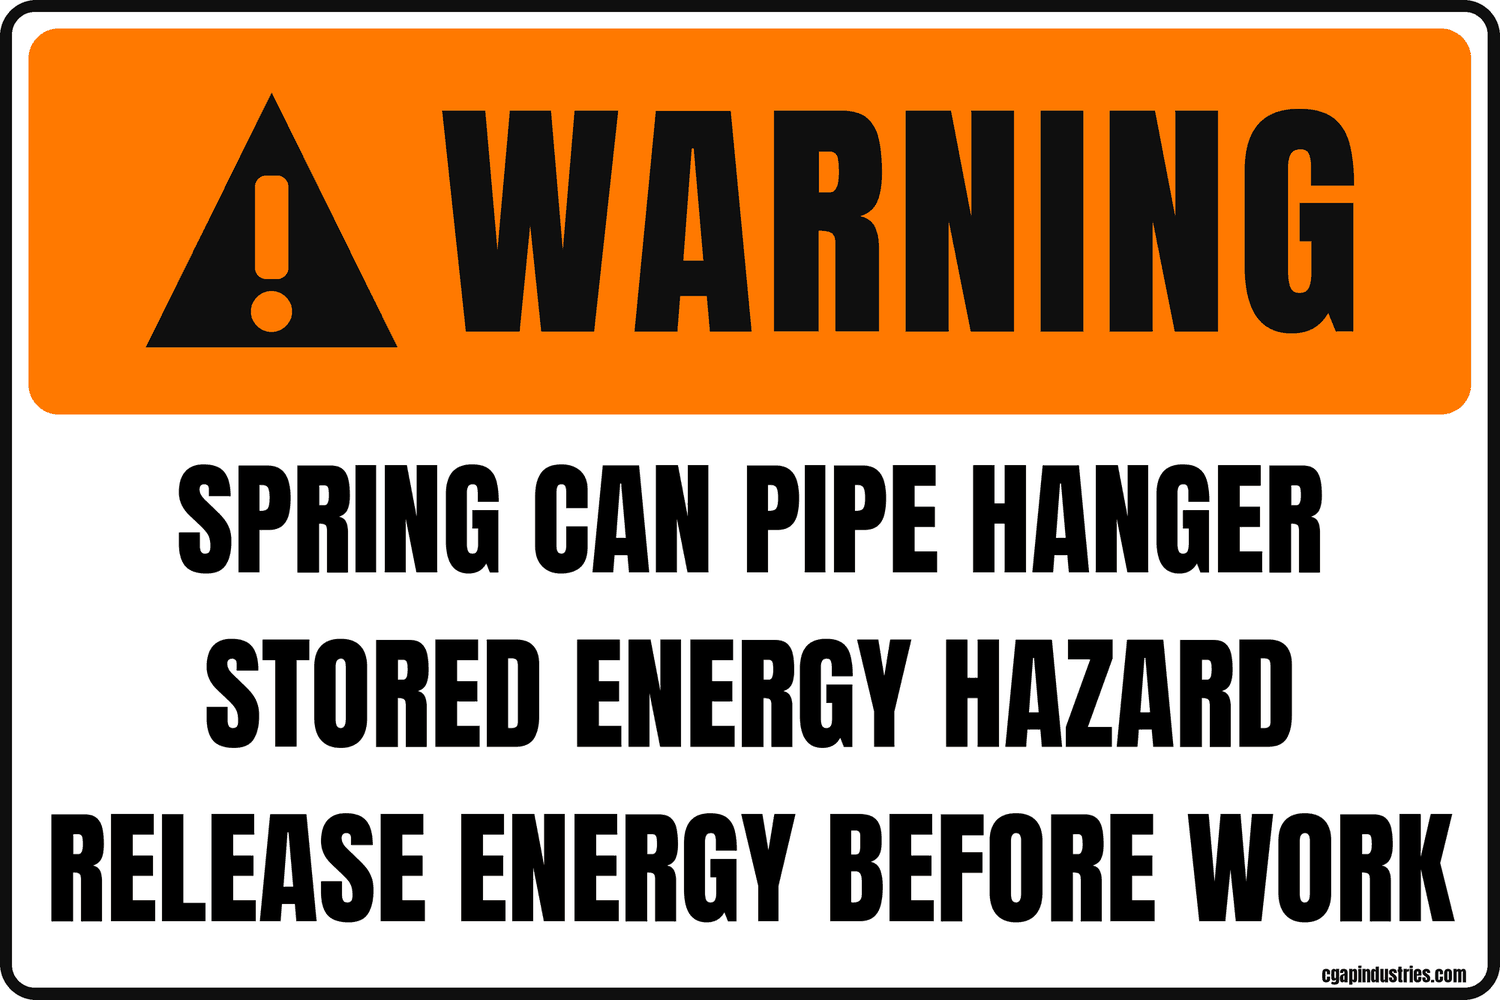 WARNING
SPRING CAN PIPE HANGER
STORED ENERGY HAZARD
RELEASE ENERGY BEFORE WORK
cgapindustries.com